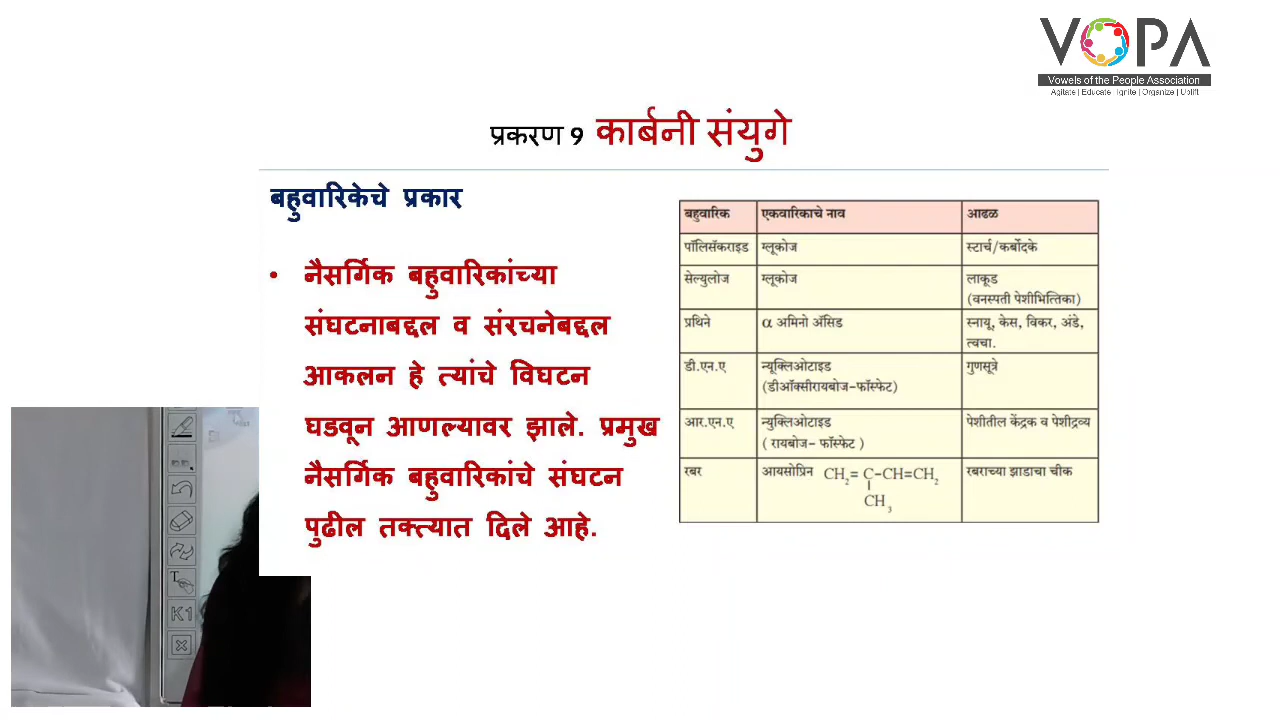 VOPA
Vowels of the People Association
Agitate | Educate | Ignite | Organize | Uplift
प्रकरण 9 कार्बनी संयुगे
बहुवारिकेचे प्रकार
• नैसर्गिक बहुवारिकांच्या
संघटनाबद्दल व संरचनेबद्दल
आकलन हे त्यांचे विघटन
घडवून आणल्यावर झाले. प्रमुख
नैसर्गिक बहुवारिकांचे संघटन
पुढील तक्त्यात दिले आहे.
बहुवारिक एकवारिकाचे नाव आढळ
पॉलिसॅकराइड ग्लूकोज स्टार्च/कर्बोदके
सेल्युलोज ग्लूकोज लाकूड
(वनस्पती पेशीभित्तिका)
प्रथिने α अमिनो ॲसिड स्नायू, केस, विकर, अंडे,
त्वचा.
डी.एन.ए न्यूक्लिओटाइड गुणसूत्रे
(डीऑक्सीरायबोज-फॉस्फेट)
आर.एन.ए न्युक्लिओटाइड पेशीतील केंद्रक व पेशीद्रव्य
( रायबोज- फॉस्फेट )
रबर आयसोप्रिन CH₂= C-CH=CH₂ रबराच्या झाडाचा चीक
CH₃
T
K1